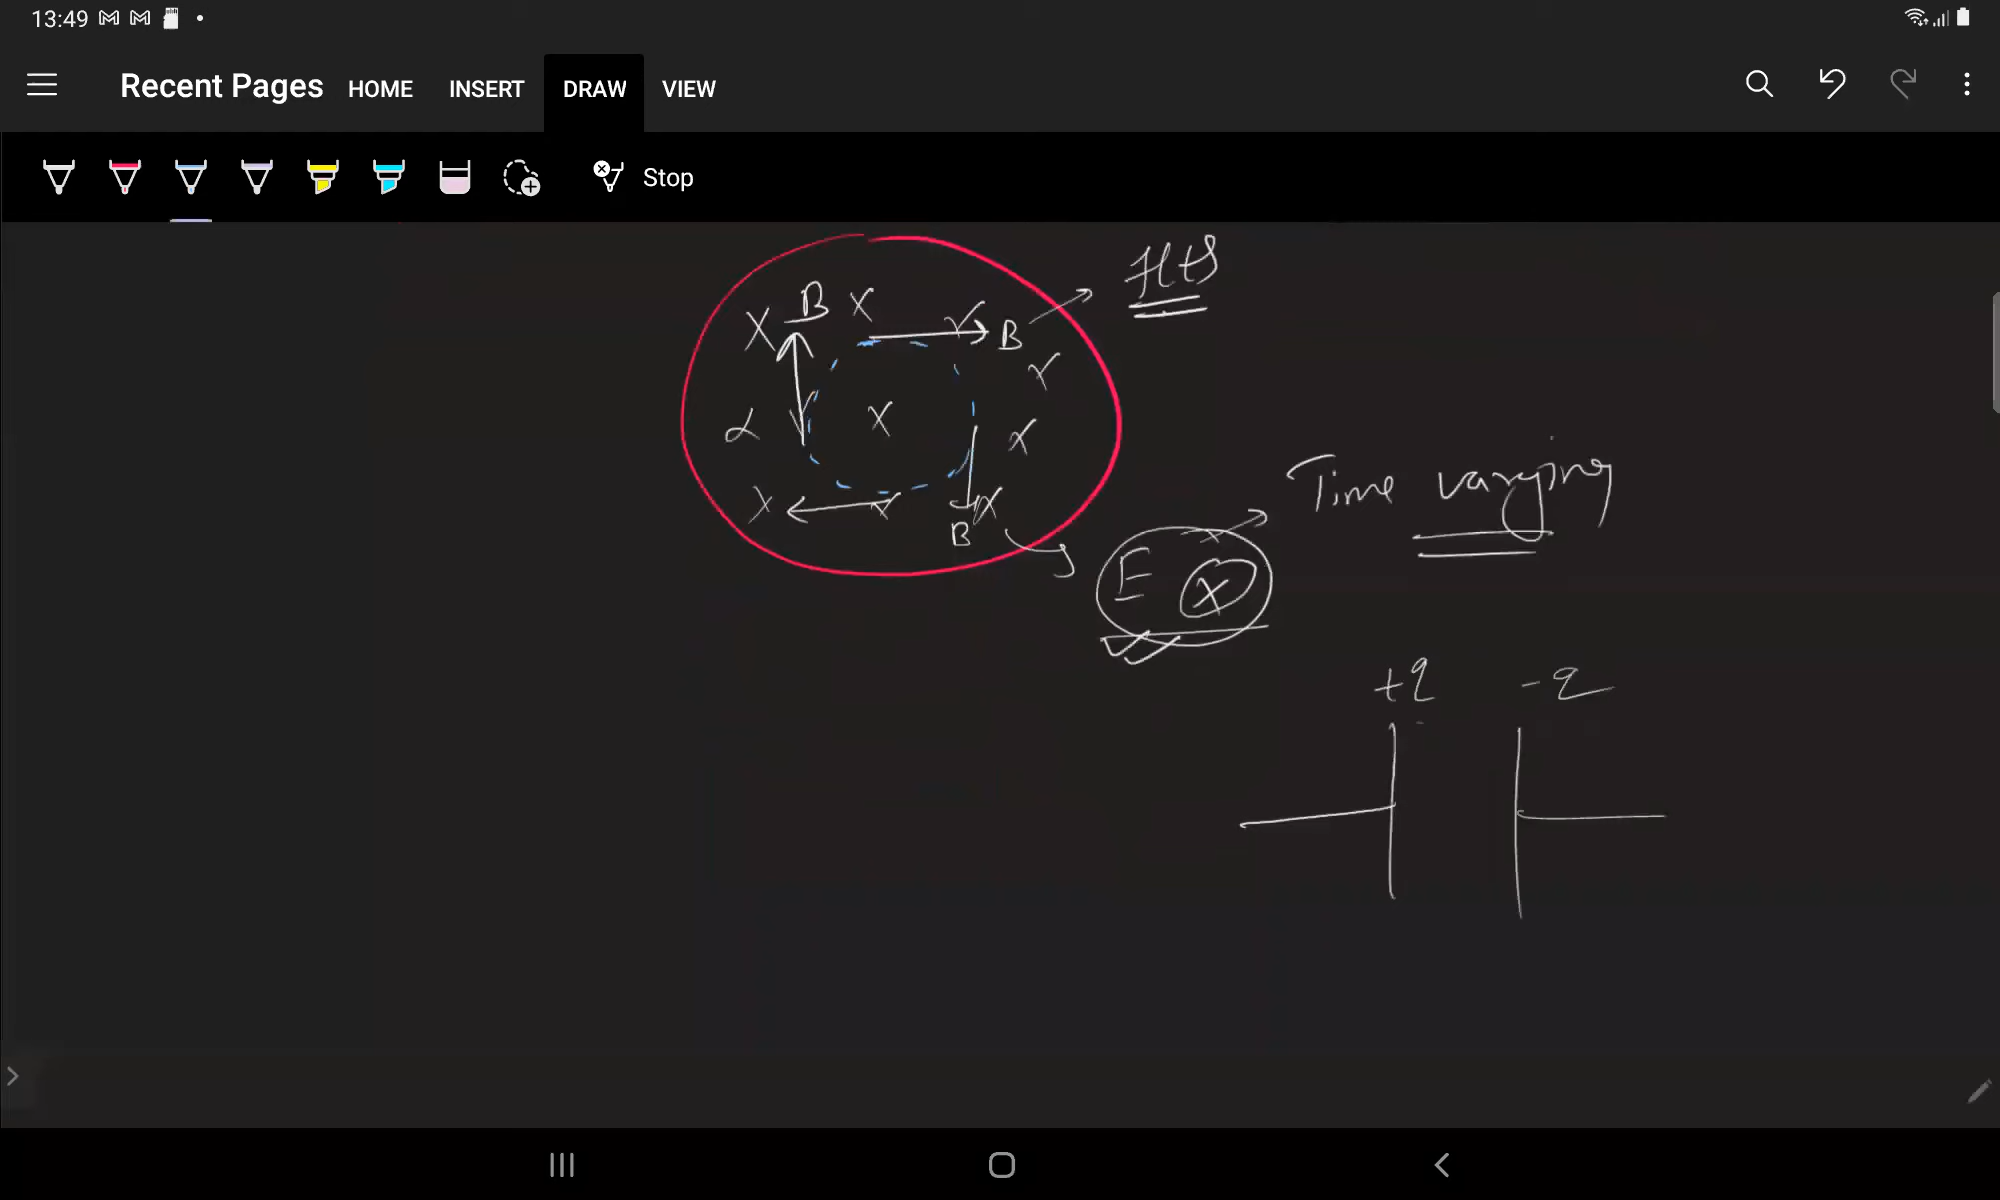 13:49
Recent Pages HOME INSERT DRAW VIEW
Stop
X B X
B
X
X
X
X
B
Time varying
E X
+q -q